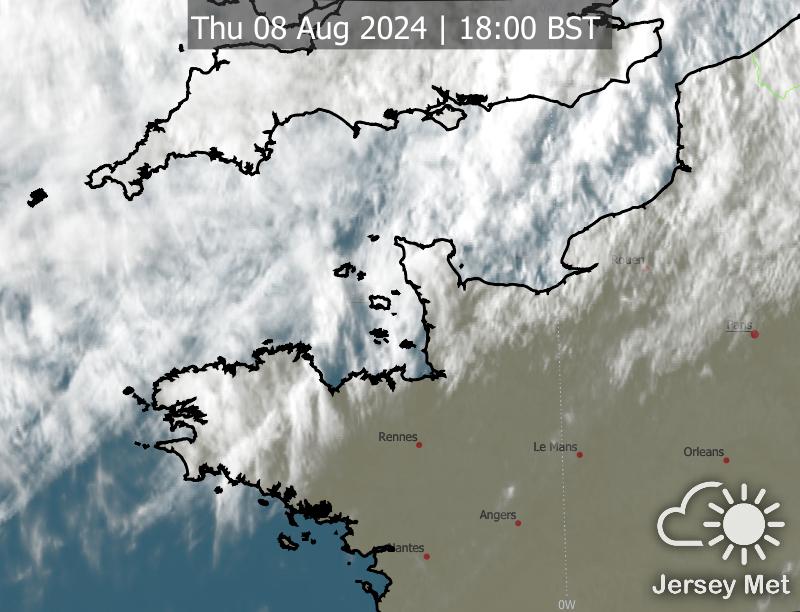 Thu 08 Aug 2024 | 18:00 BST
Rouen
Paris
Rennes
Le Mans
Orleans
Angers
Nantes
Jersey Met
0W